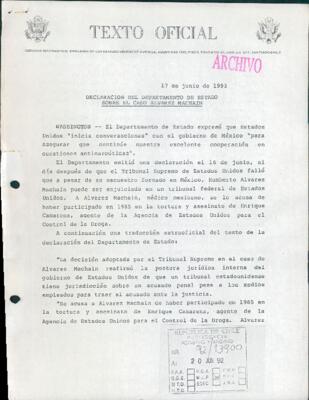 TEXTO OFICIAL
ARCHIVO
17 de junio de 1992
DECLARACION DEL DEPARTAMENTO DE ESTADO
SOBRE EL CASO ALVAREZ MACHAIN
WASHINGTON -- El Departamento de Estado expresó que Estados
Unidos "inicia conversaciones" con el gobierno de México "para
asegurar que continúe nuestra excelente cooperación en
cuestiones antinarcóticas".
El Departamento emitió una declaración el 16 de junio, al
día después de que el Tribunal Supremo de Estados Unidos falló
que a pesar de su secuestro forzado en México, Humberto Alvarez
Machain puede ser enjuiciado en un tribunal federal de Estados
Unidos. A Alvarez Machain, médico mexicano, se lo acusa de
haber participado en 1985 en la tortura y asesinato de Enrique
Camarena, agente de la Agencia de Estados Unidos para el
Control de la Droga.
A continuación una traducción extraoficial del texto de la
declaración del Departamento de Estado:
"La decisión adoptada por el Tribunal Supremo en el caso de
Alvarez Machain reafirmó la postura jurídica interna del
gobierno de Estados Unidos de que un tribunal estadounidense
tiene jurisdicción sobre un acusado penal pese a los
medios empleados para traer al acusado ante la justicia.
"Se acusa a Alvarez Machain de haber participado en 1985 en
la tortura y asesinato de Enrique Camarena, agente de la
Agencia de Estados Unidos para el Control de la Droga. Alvarez
REPUBLICA DE CHILE
PRESIDENCIA
92/13900
20 JUN 92